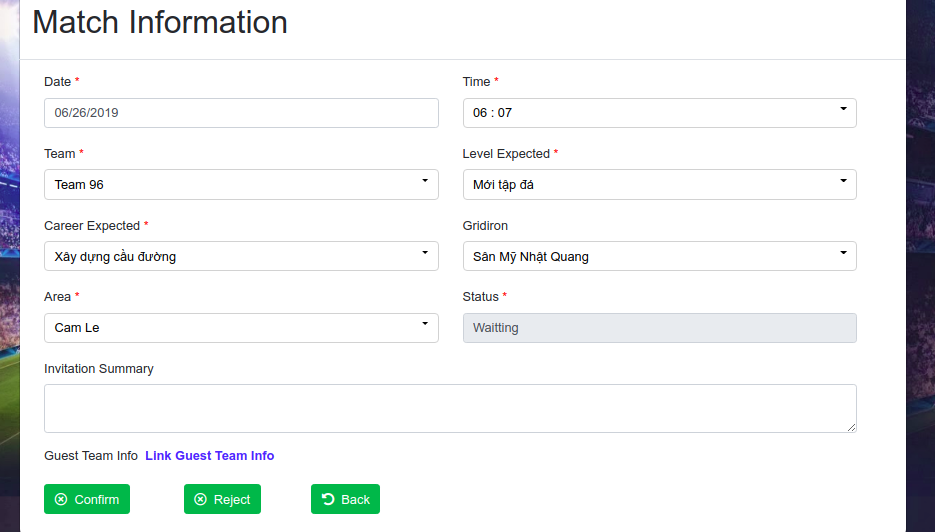 Match Information
Date * Time *
06/26/2019 06 : 07
Team * Level Expected *
Team 96 Mới tập đá
Career Expected * Gridiron
Xây dựng cầu đường Sân Mỹ Nhật Quang
Area * Status *
Cam Le Waitting
Invitation Summary
Guest Team Info Link Guest Team Info
Confirm Reject Back